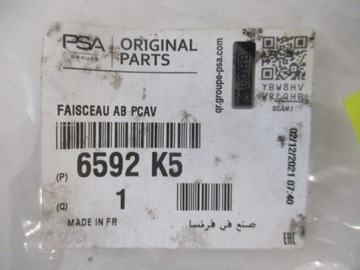 PSA
GROUPE
ORIGINAL
PARTS
qr.groupe-psa.com
YBW8HV
SCAN!
FAISCEAU AB PCAV
02/12/2021 07:40
(P) 6592 K5
(Q) 1
MADE IN FR
صنع في فرنسا
EAC